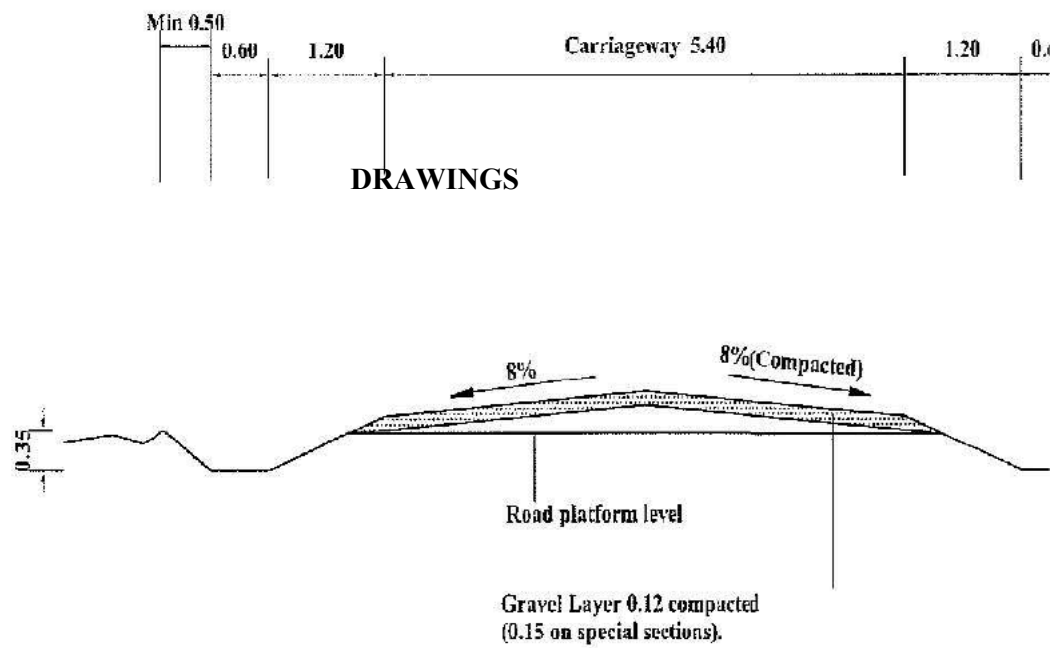 Min 0.50
0.60 1.20 Carriageway 5.40 1.20
DRAWINGS
8% 8%(Compacted)
0.35
Road platform level
Gravel Layer 0.12 compacted
(0.15 on special sections).